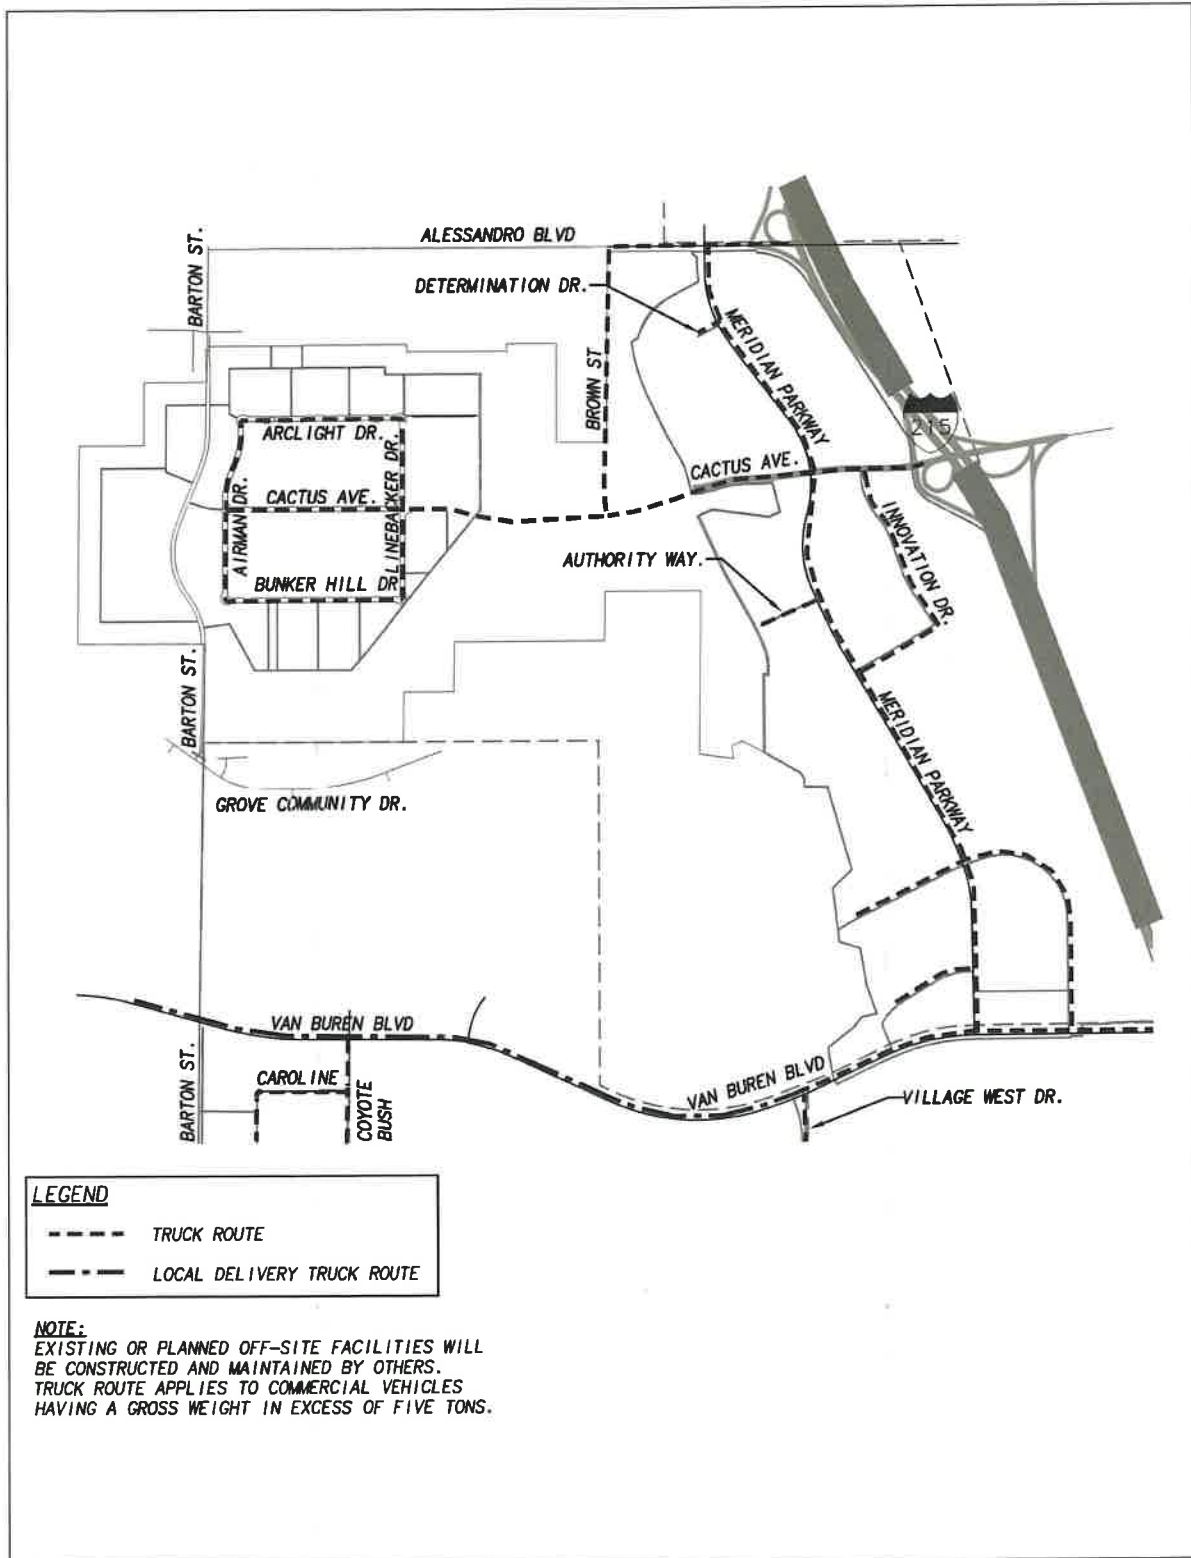 BARTON ST.
ALESSANDRO BLVD
DETERMINATION DR.
MERIDIAN PARKWAY
BROWN ST
215
ARCLIGHT DR.
LINEBACKER DR.
CACTUS AVE.
CACTUS AVE.
AIRMAN DR.
INNOVATION DR.
AUTHORITY WAY.
BUNKER HILL DR
BARTON ST.
MERIDIAN PARKWAY
GROVE COMMUNITY DR.
VAN BUREN BLVD
BARTON ST.
CAROLINE
COYOTE
BUSH
VAN BUREN BLVD
VILLAGE WEST DR.
LEGEND
TRUCK ROUTE
LOCAL DELIVERY TRUCK ROUTE
NOTE:
EXISTING OR PLANNED OFF-SITE FACILITIES WILL
BE CONSTRUCTED AND MAINTAINED BY OTHERS.
TRUCK ROUTE APPLIES TO COMMERCIAL VEHICLES
HAVING A GROSS WEIGHT IN EXCESS OF FIVE TONS.